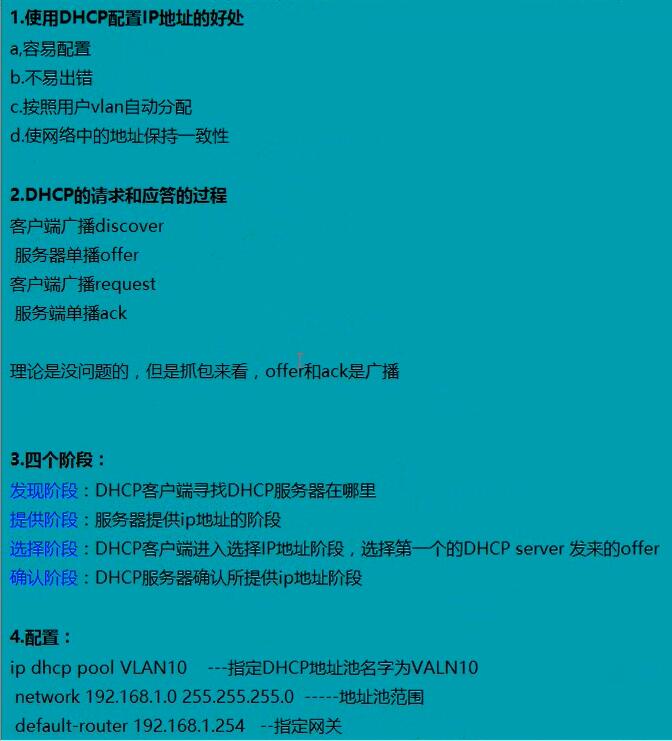 1.使用DHCP配置IP地址的好处
a,容易配置
b.不易出错
c.按照用户vlan自动分配
d.使网络中的地址保持一致性
2.DHCP的请求和应答的过程
客户端广播discover
服务器单播offer
客户端广播request
服务端单播ack
理论是没问题的，但是抓包来看，offer和ack是广播
3.四个阶段：
发现阶段：DHCP客户端寻找DHCP服务器在哪里
提供阶段：服务器提供ip地址的阶段
选择阶段：DHCP客户端进入选择IP地址阶段，选择第一个的DHCP server 发来的offer
确认阶段：DHCP服务器确认所提供ip地址阶段
4.配置：
ip dhcp pool VLAN10    ---指定DHCP地址池名字为VALN10
network 192.168.1.0 255.255.255.0  -----地址池范围
default-router 192.168.1.254   --指定网关